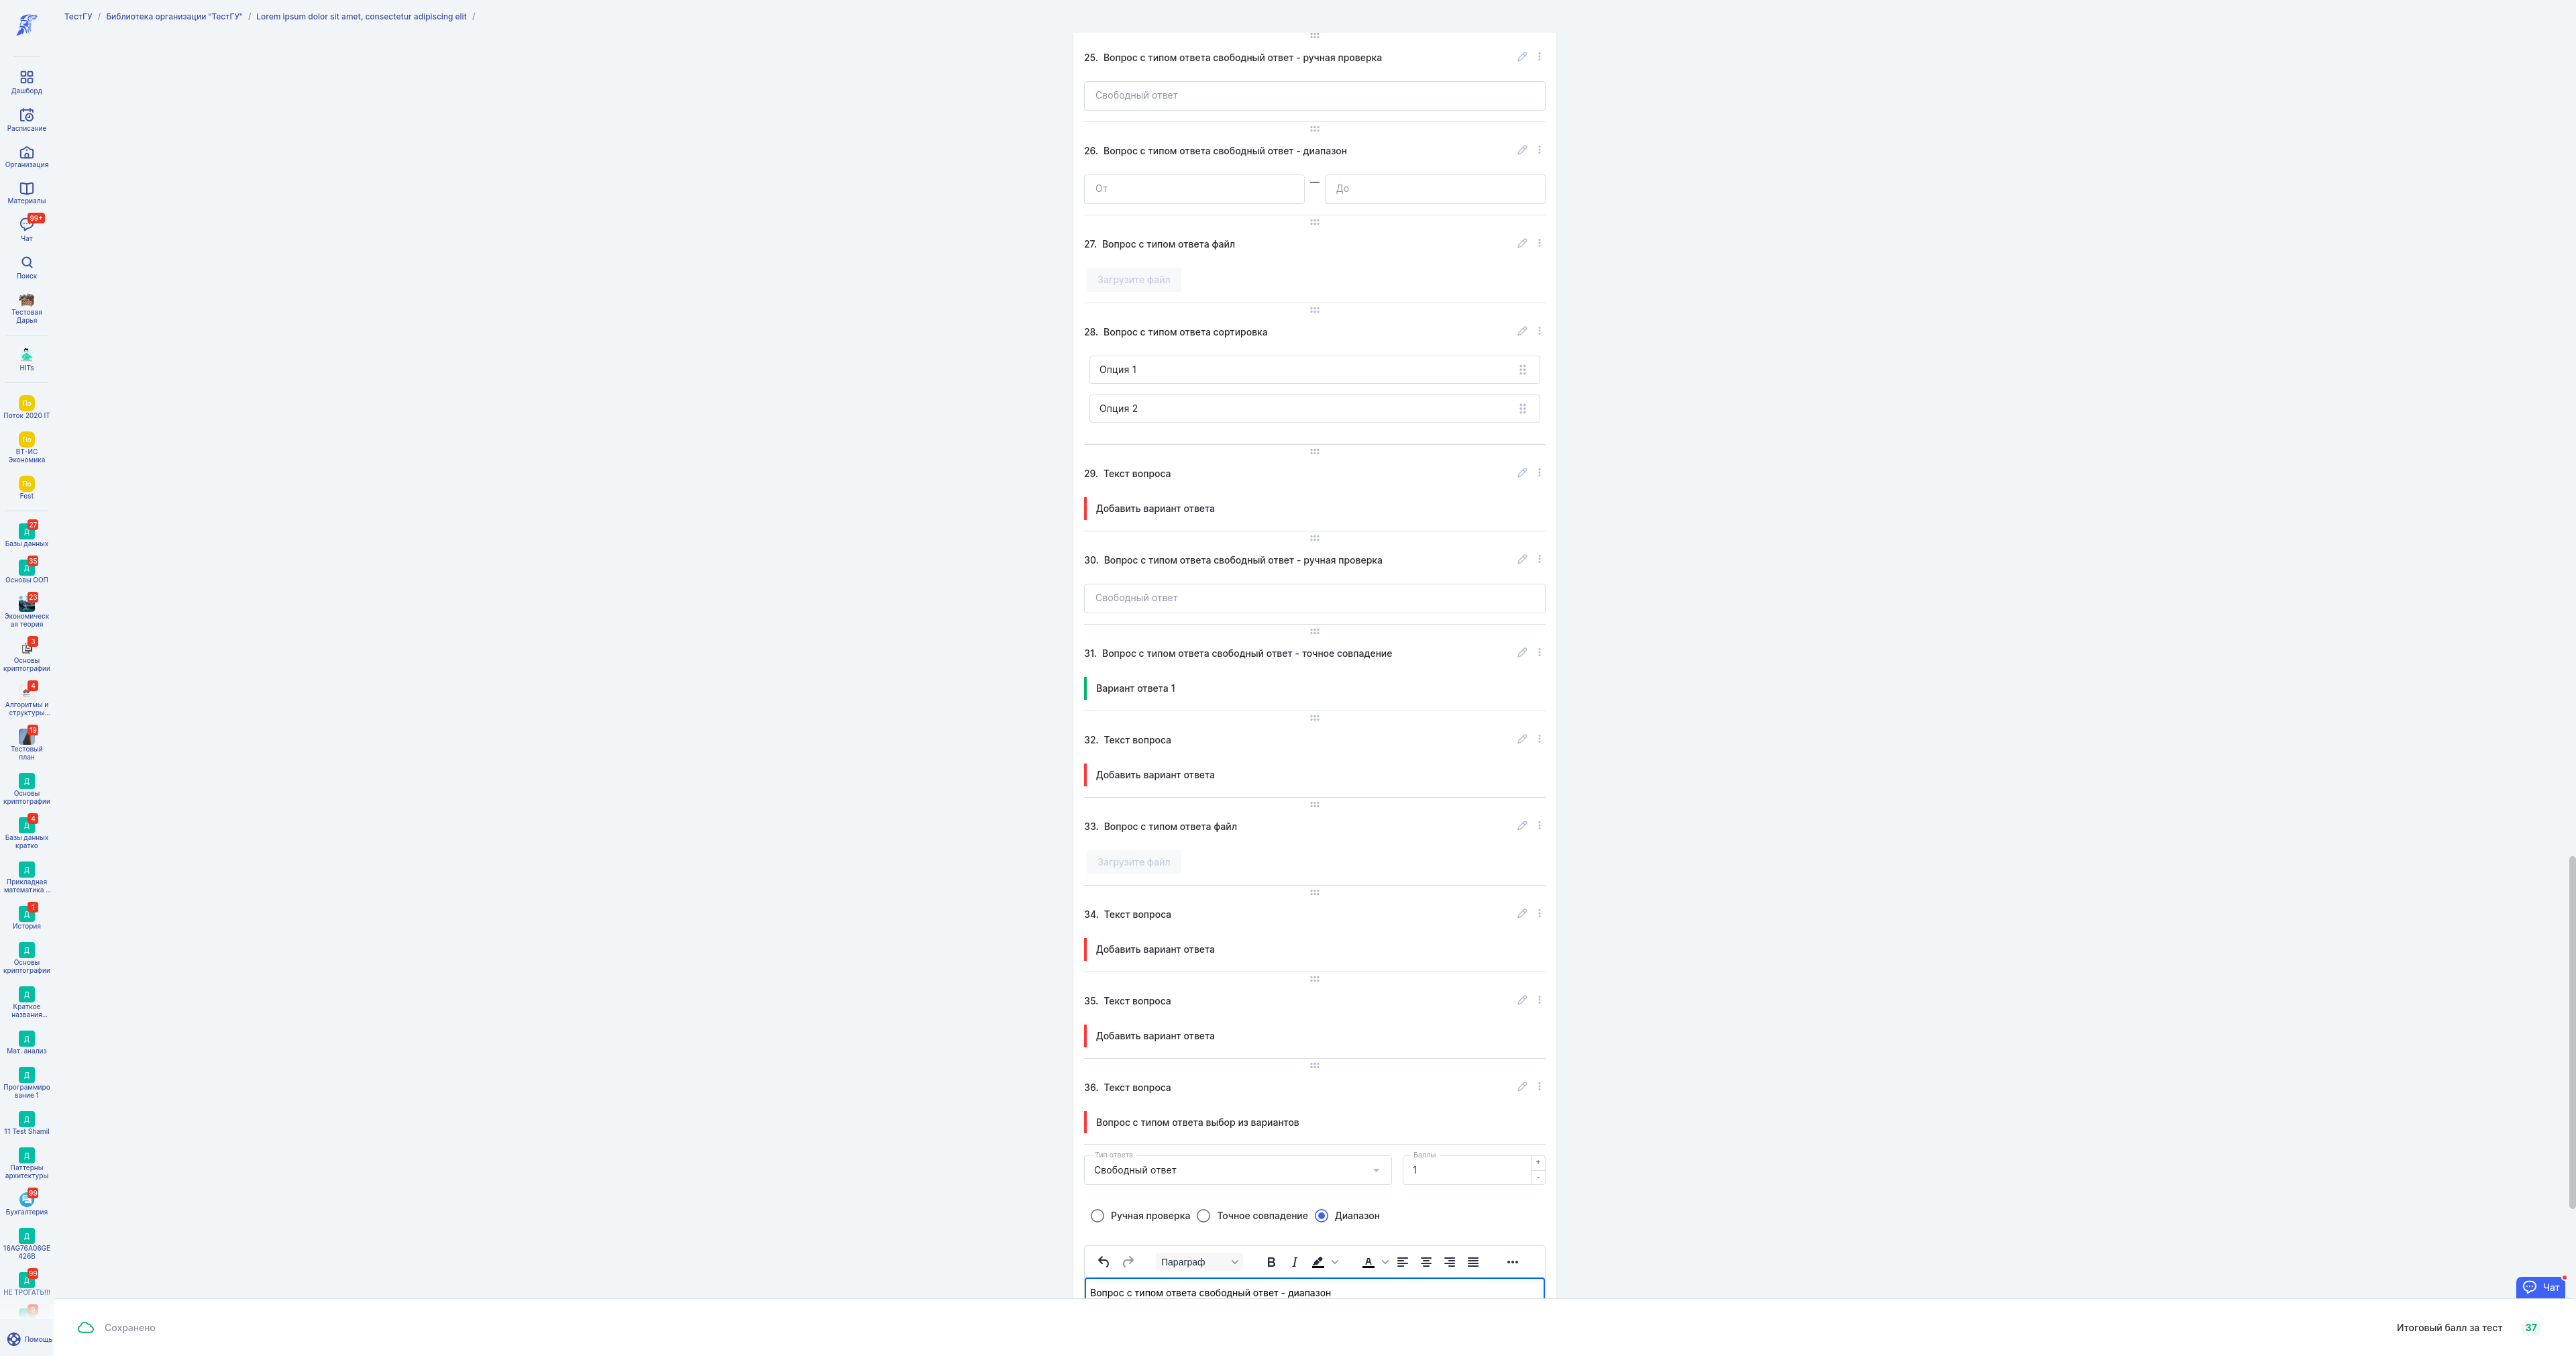 ТестГУ / Библиотека организации "ТестГУ" / Lorem ipsum dolor sit amet, consectetur adipiscing elit /
Дашборд
Расписание
Организация
Материалы
99+
Чат
Поиск
Тестовая
Дарья
HITs
По
Поток 2020 IT
По
ВТ-ИС
Экономика
По
Fest
27
Д
Базы данных
35
Д
Основы ООП
23
Экономическ
ая теория
3
Основы
криптографии
4
Алгоритмы и
структуры...
19
Тестовый
план
Д
Основы
криптографии
4
Д
Базы данных
кратко
Д
Прикладная
математика ...
1
Д
История
Д
Основы
криптографии
Д
Краткое
названия...
Д
Мат. анализ
Д
Программиро
вание 1
Д
11 Test Shamil
Д
Паттерны
архитектуры
99
Бухгалтерия
Д
16AG76A06GE
426B
99
Д
НЕ ТРОГАТЬ!!!
Помощь
25. Вопрос с типом ответа свободный ответ - ручная проверка
Свободный ответ
26. Вопрос с типом ответа свободный ответ - диапазон
От — До
27. Вопрос с типом ответа файл
Загрузите файл
28. Вопрос с типом ответа сортировка
Опция 1
Опция 2
29. Текст вопроса
Добавить вариант ответа
30. Вопрос с типом ответа свободный ответ - ручная проверка
Свободный ответ
31. Вопрос с типом ответа свободный ответ - точное совпадение
Вариант ответа 1
32. Текст вопроса
Добавить вариант ответа
33. Вопрос с типом ответа файл
Загрузите файл
34. Текст вопроса
Добавить вариант ответа
35. Текст вопроса
Добавить вариант ответа
36. Текст вопроса
Вопрос с типом ответа выбор из вариантов
Тип ответа
Свободный ответ
Баллы
1
+
-
Ручная проверка Точное совпадение Диапазон
Параграф B I A
Вопрос с типом ответа свободный ответ - диапазон
Чат
Сохранено
Итоговый балл за тест 37